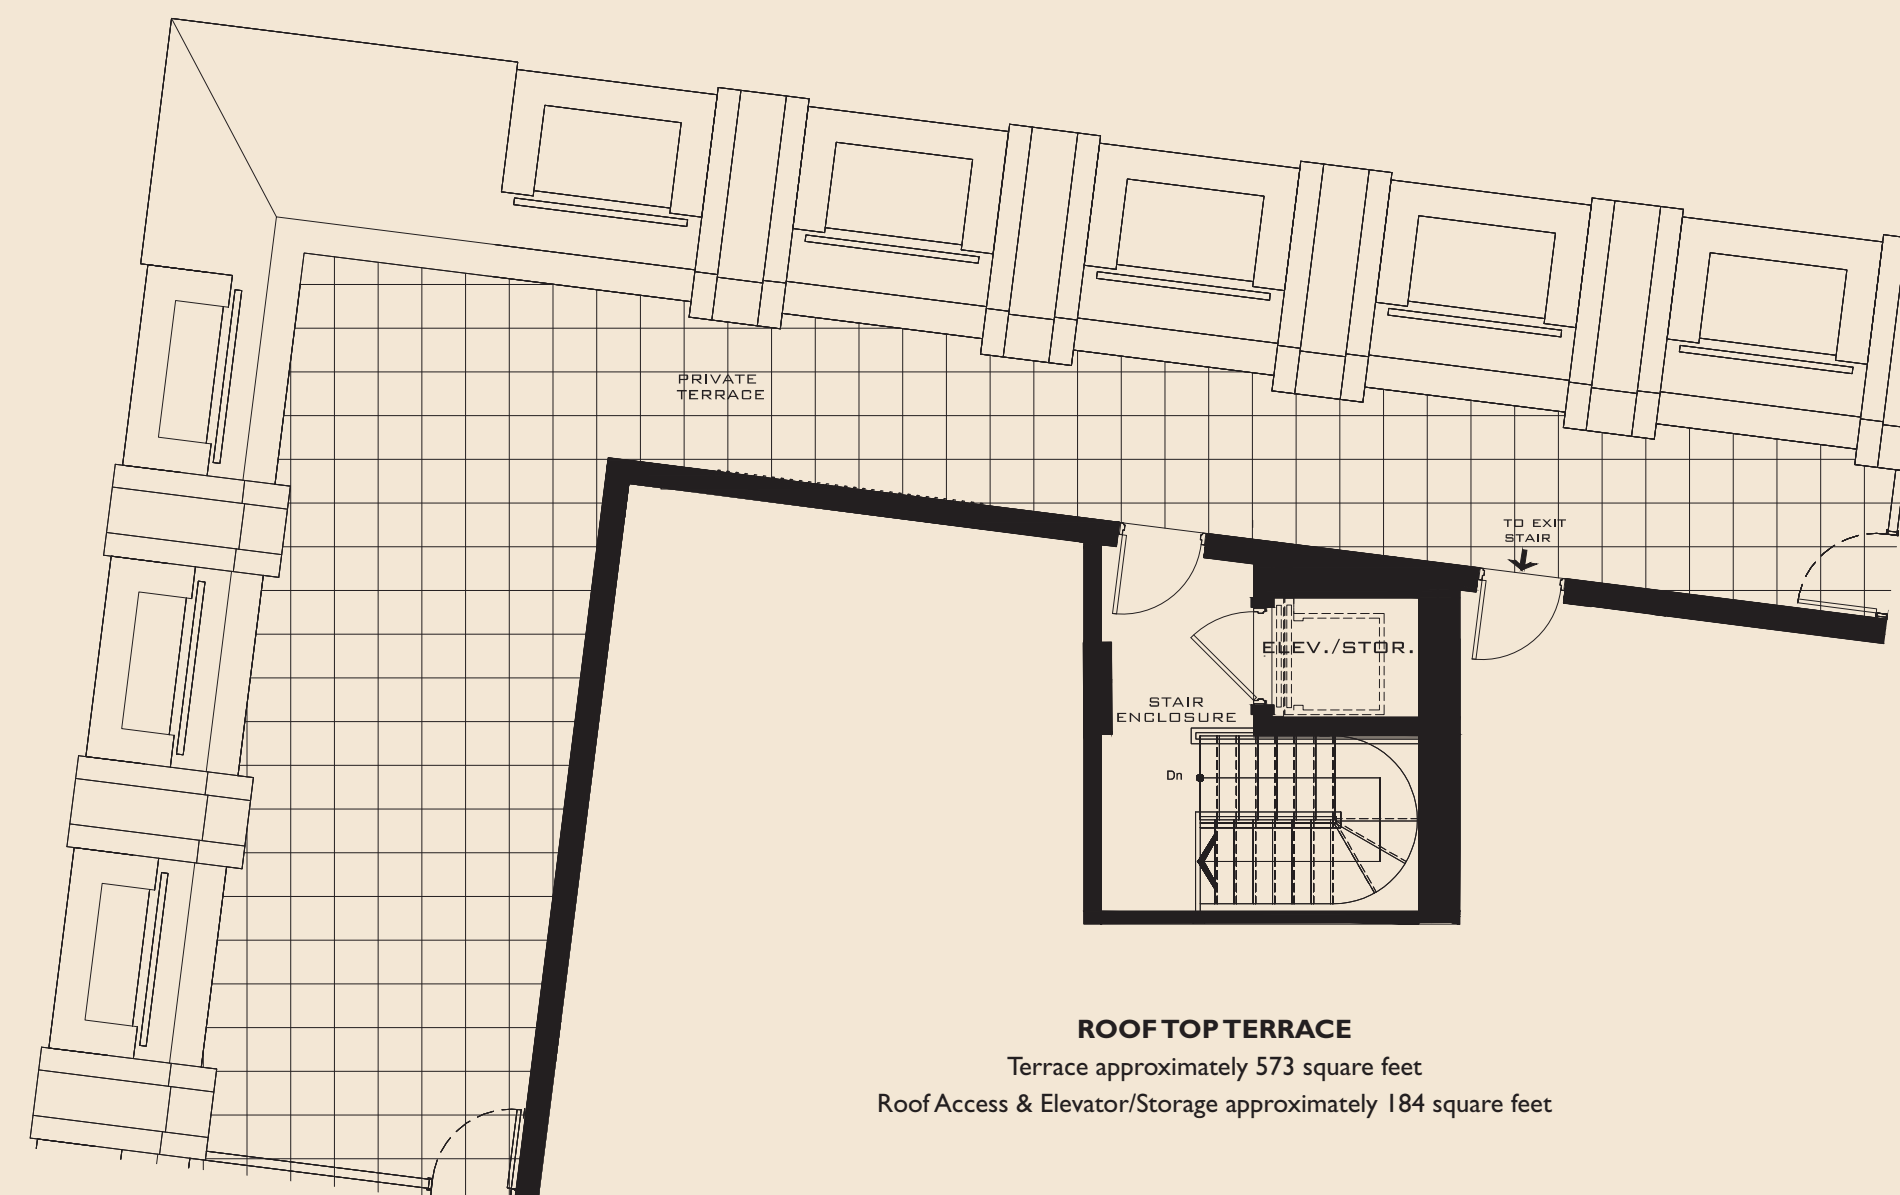 PRIVATE
TERRACE
TO EXIT
STAIR
ELEV./STOR.
STAIR
ENCLOSURE
Dn
ROOF TOP TERRACE
Terrace approximately 573 square feet
Roof Access & Elevator/Storage approximately 184 square feet